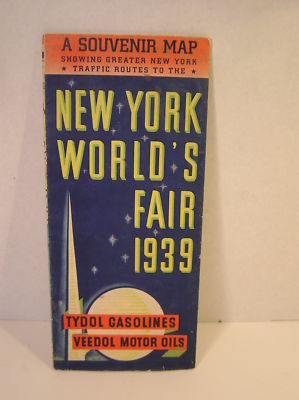 A SOUVENIR MAP
SHOWING GREATER NEW YORK
TRAFFIC ROUTES TO THE
NEW YORK
WORLD'S
FAIR
1939
TYDOL GASOLINES
VEEDOL MOTOR OILS